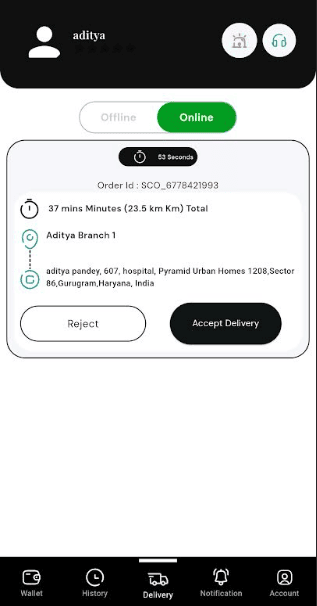 aditya
Offline
Online
53 Seconds
Order Id : SCO_6778421993
37 mins Minutes (23.5 km Km) Total
Aditya Branch 1
aditya pandey, 607, hospital, Pyramid Urban Homes 1208,Sector
86,Gurugram,Haryana, India
Reject
Accept Delivery
Wallet
History
Delivery
Notification
Account